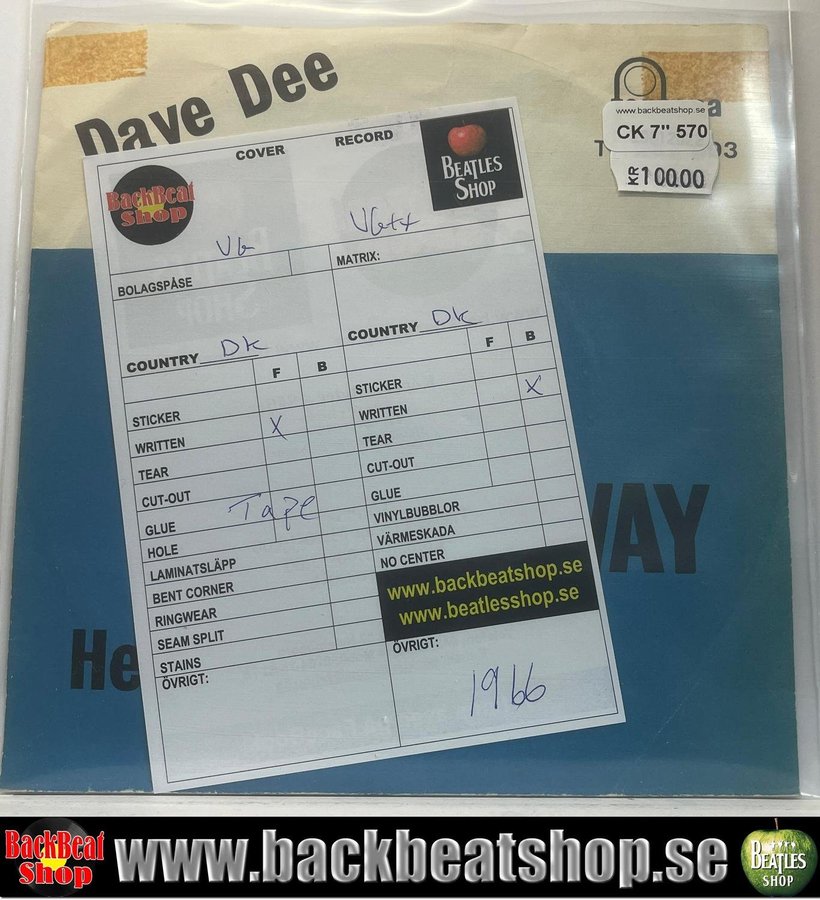 Dave Dee
www.backbeatshop.se
CK 7" 570
KR 100.00
COVER RECORD
BackBeat
Shop
BEATLES
SHOP
VG VG++
BOLAGSPÅSE MATRIX:
COUNTRY DK COUNTRY DK
F B F B
STICKER STICKER X
WRITTEN X WRITTEN
TEAR TEAR
CUT-OUT CUT-OUT
GLUE Tape GLUE
HOLE VINYLBUBBLOR
LAMINATSLÄPP VÄRMESKADA
BENT CORNER NO CENTER
RINGWEAR www.backbeatshop.se
SEAM SPLIT www.beatlesshop.se
STAINS
ÖVRIGT: ÖVRIGT:
1966
BackBeat
Shop
www.backbeatshop.se
BEATLES
SHOP